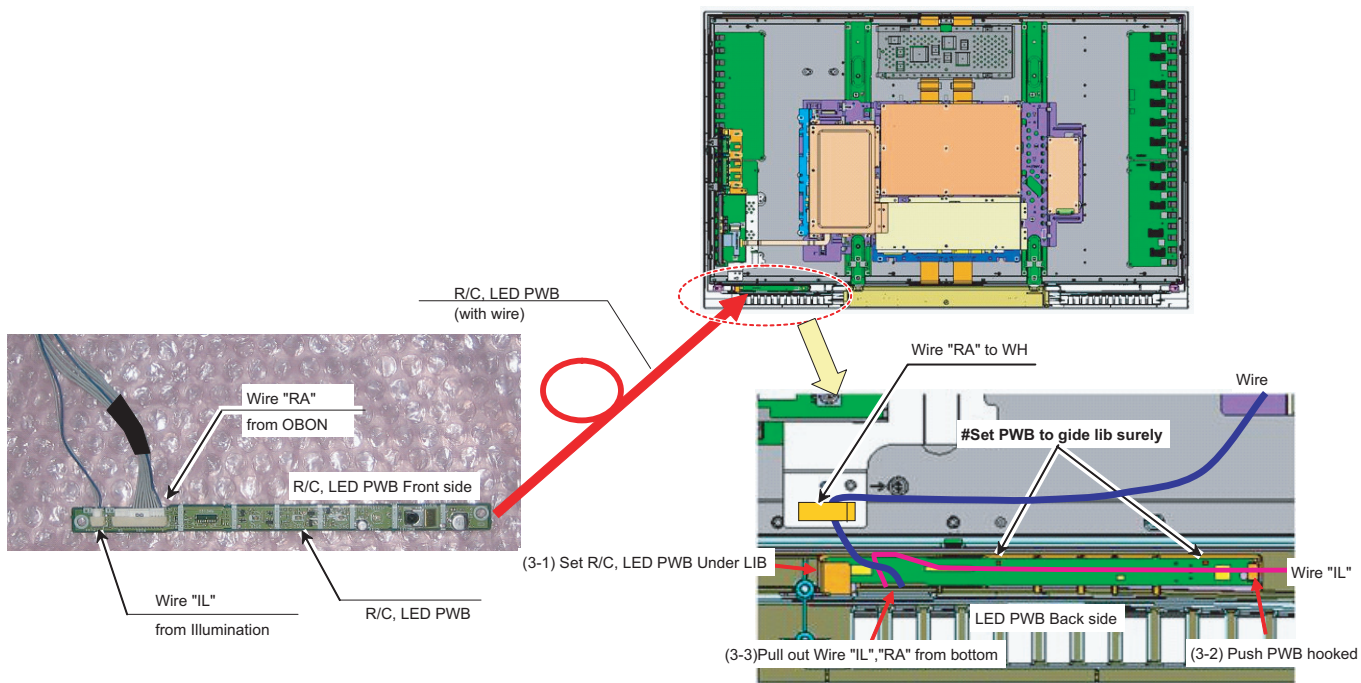 R/C, LED PWB
(with wire)
Wire "RA" to WH
Wire
Wire "RA"
from OBON
#Set PWB to gide lib surely
R/C, LED PWB Front side
(3-1) Set R/C, LED PWB Under LIB
Wire "IL"
Wire "IL"
from Illumination
R/C, LED PWB
LED PWB Back side
(3-3)Pull out Wire "IL","RA" from bottom
(3-2) Push PWB hooked